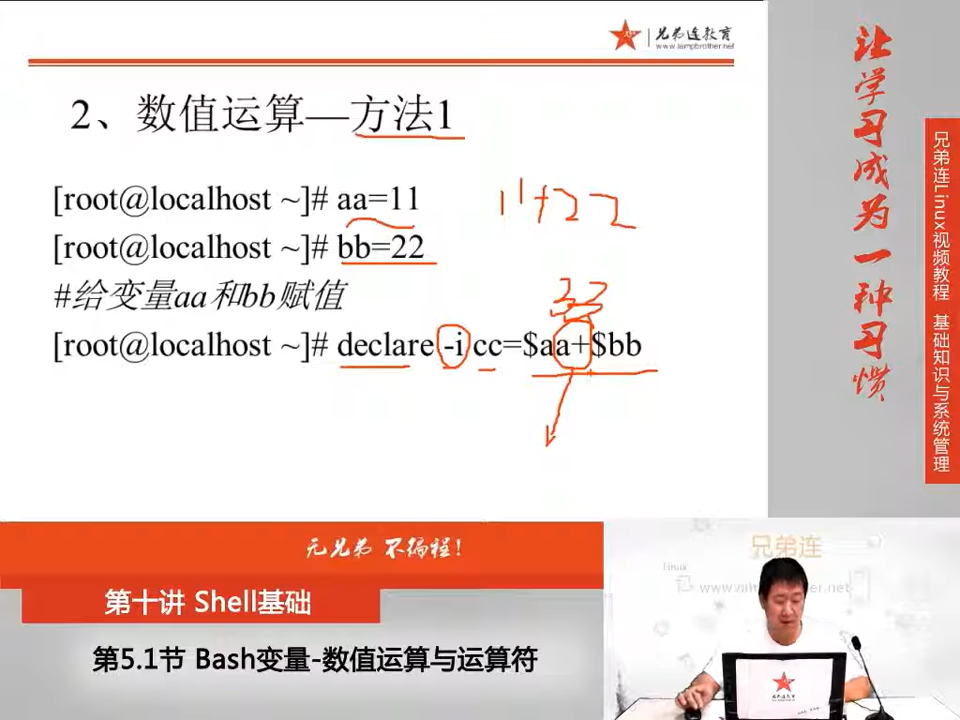 兄弟连教育
www.lampbrother.net
2、数值运算—方法1
[root@localhost ~]# aa=11
11+22
[root@localhost ~]# bb=22
#给变量aa和bb赋值
33
[root@localhost ~]# declare -i cc=$aa+$bb
让学习成为一种习惯
兄弟连Linux视频教程 基础知识与系统管理
无兄弟 不编程!
第十讲 Shell基础
第5.1节 Bash变量-数值运算与运算符
兄弟连
linux